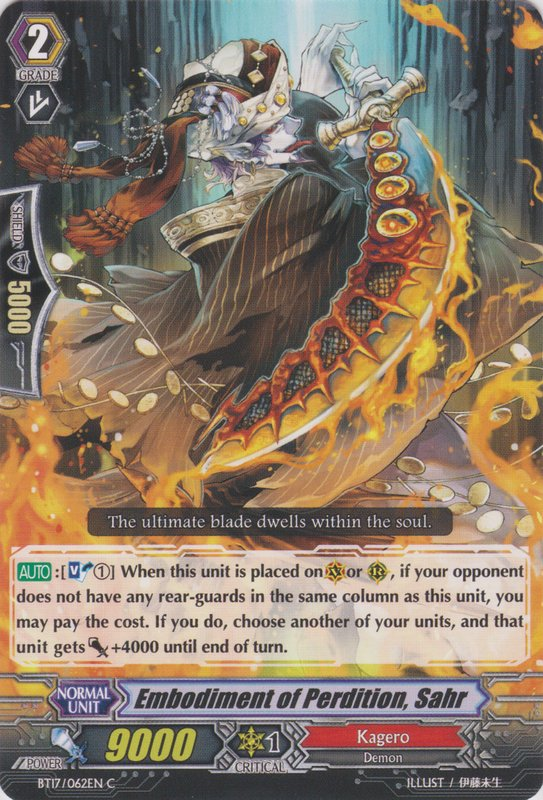 2
GRADE
SHIELD
5000
The ultimate blade dwells within the soul.
AUTO :[V ①] When this unit is placed on V or R, if your opponent
does not have any rear-guards in the same column as this unit, you
may pay the cost. If you do, choose another of your units, and that
unit gets +4000 until end of turn.
NORMAL
UNIT
Embodiment of Perdition, Sahr
POWER
9000
1
CRITICAL
Kagero
Demon
BT17/062EN C
ILLUST / 伊藤未生